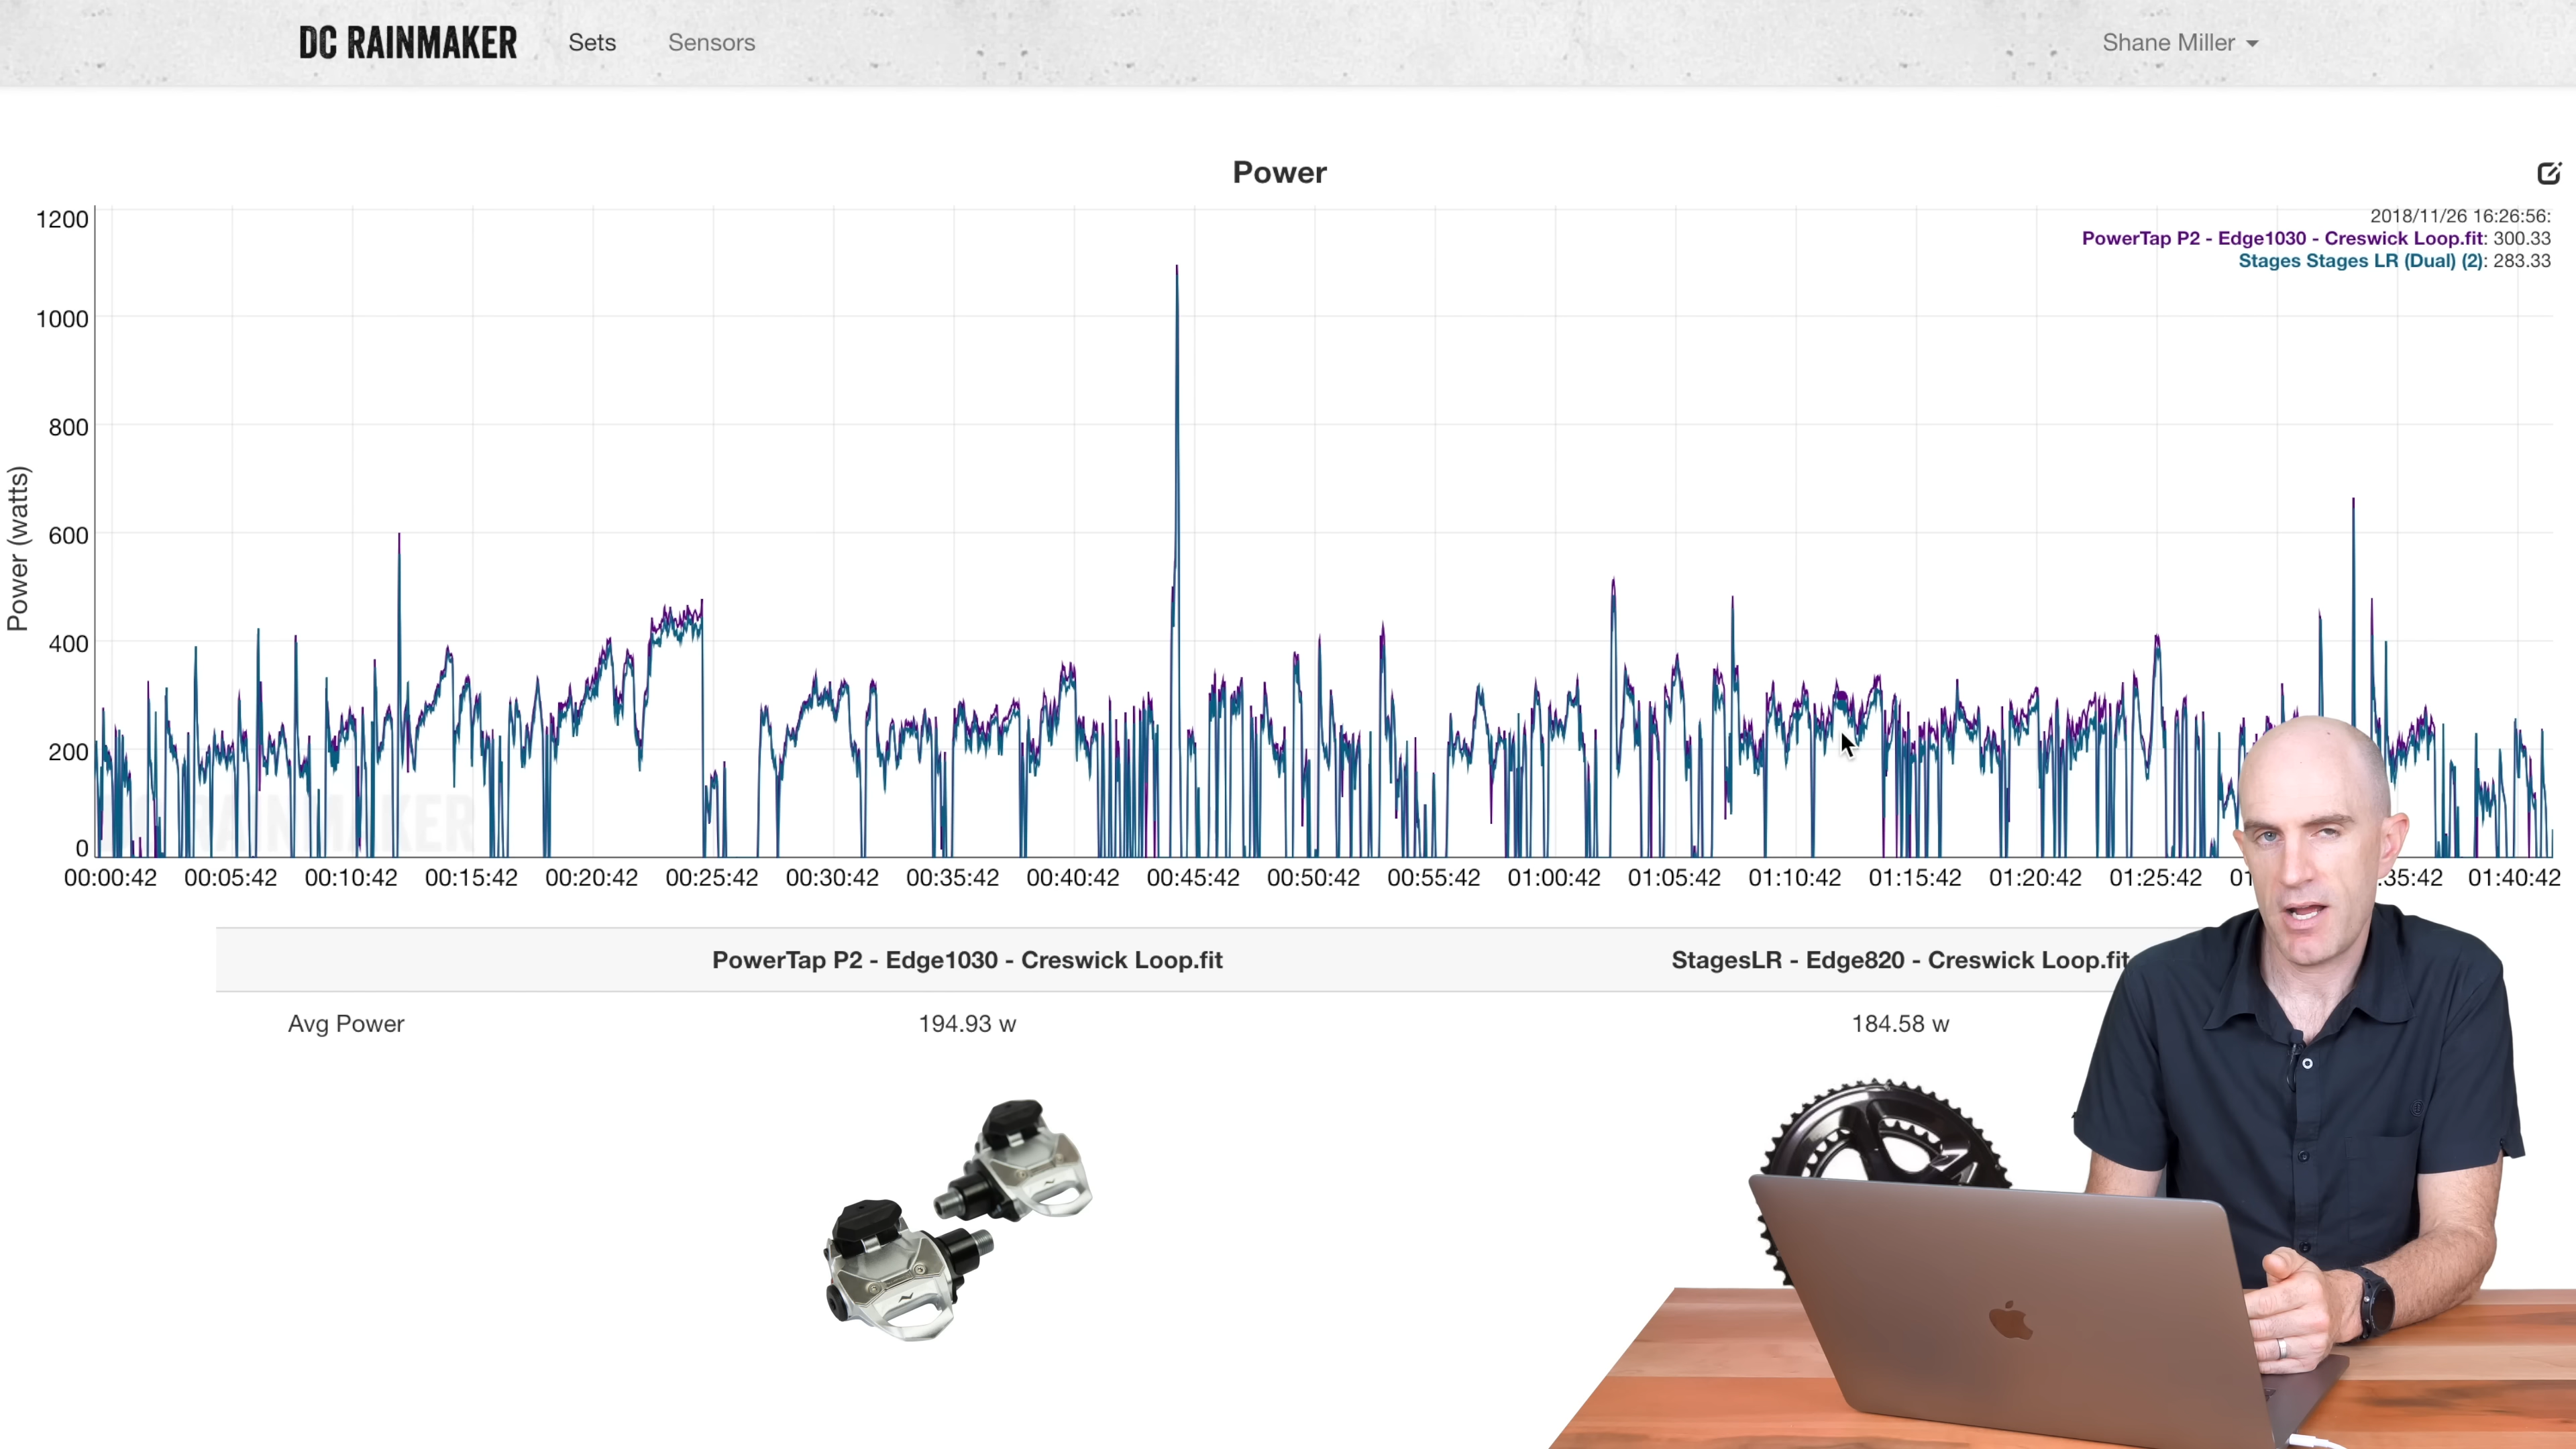 DC RAINMAKER Sets Sensors Shane Miller
Power
2018/11/26 16:26:56:
PowerTap P2 - Edge1030 - Creswick Loop.fit: 300.33
Stages Stages LR (Dual) (2): 283.33
Power (watts)
1200
1000
800
600
400
200
0
RAINMAKER
00:00:42 00:05:42 00:10:42 00:15:42 00:20:42 00:25:42 00:30:42 00:35:42 00:40:42 00:45:42 00:50:42 00:55:42 01:00:42 01:05:42 01:10:42 01:15:42 01:20:42 01:25:42 01 :35:42 01:40:42
PowerTap P2 - Edge1030 - Creswick Loop.fit StagesLR - Edge820 - Creswick Loop.fit
Avg Power 194.93 w 184.58 w